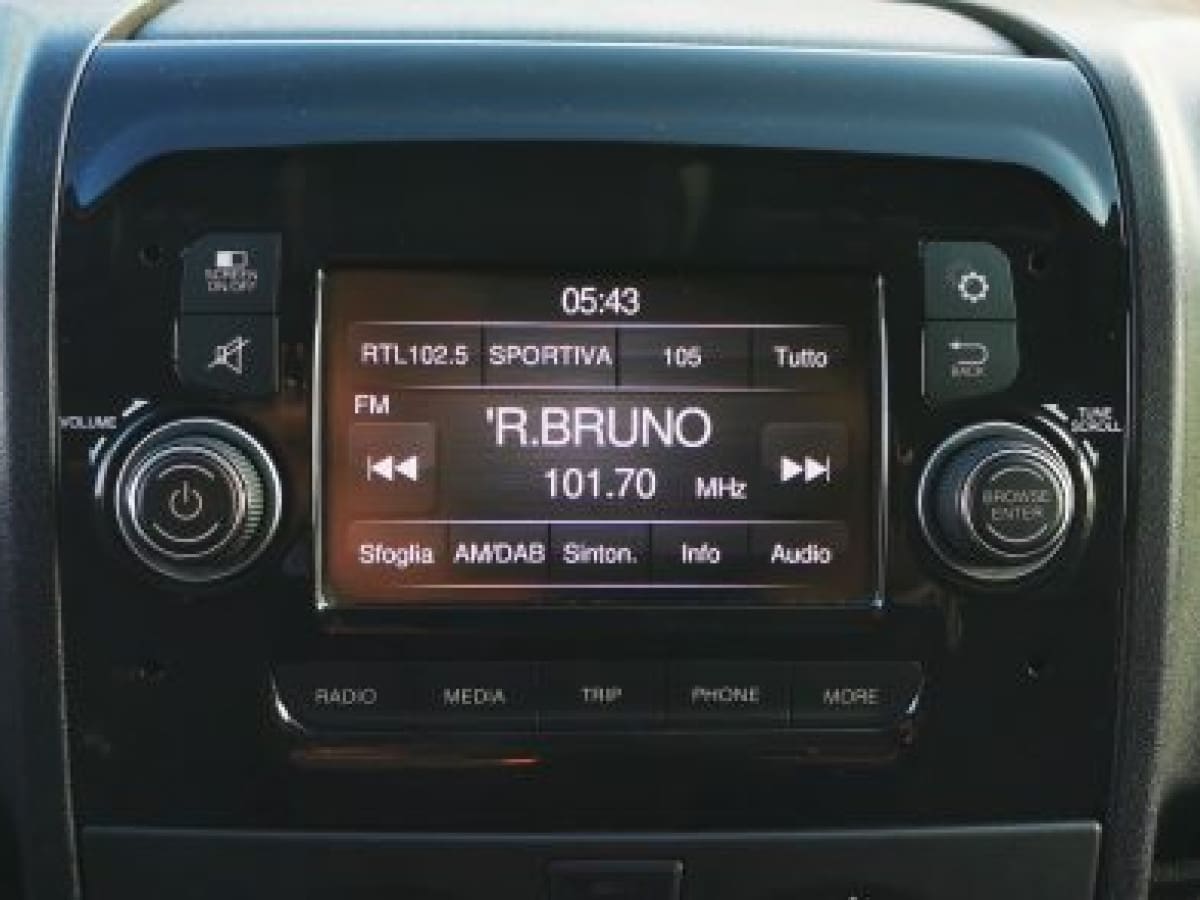 SCREEN
ON/OFF
05:43
RTL102.5 SPORTIVA 105 Tutto
BACK
FM
'R.BRUNO
VOLUME
TUNE
SCROLL
101.70 MHz
BROWSE
ENTER
Sfoglia AM/DAB Sinton. Info Audio
RADIO MEDIA TRIP PHONE MORE